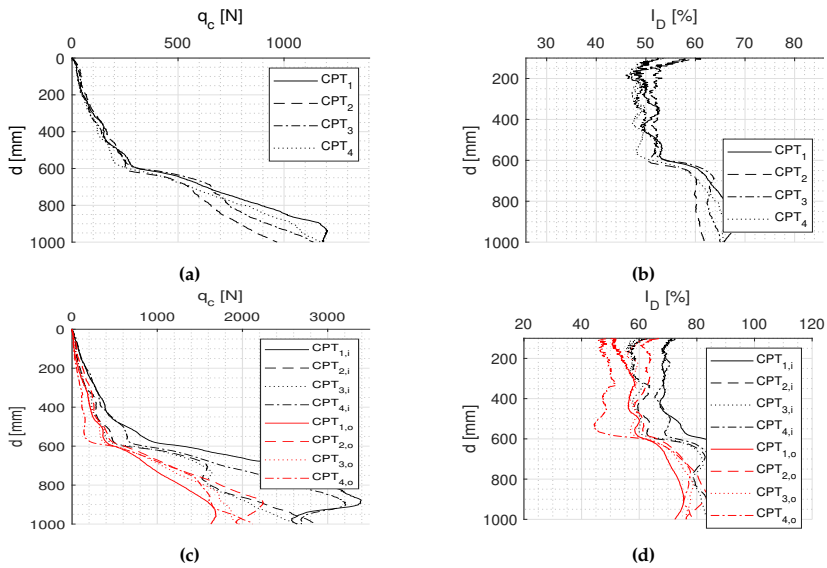 q_c [N]
0 500 1000
0
200
400
600
800
1000
d [mm]
CPT_1
CPT_2
CPT_3
CPT_4
(a)
I_D [%]
30 40 50 60 70 80
200
400
600
800
1000
d [mm]
CPT_1
CPT_2
CPT_3
CPT_4
(b)
q_c [N]
0 1000 2000 3000
0
200
400
600
800
1000
d [mm]
CPT_1,i
CPT_2,i
CPT_3,i
CPT_4,i
CPT_1,o
CPT_2,o
CPT_3,o
CPT_4,o
(c)
I_D [%]
20 40 60 80 100 120
200
400
600
800
1000
d [mm]
CPT_1,i
CPT_2,i
CPT_3,i
CPT_4,i
CPT_1,o
CPT_2,o
CPT_3,o
CPT_4,o
(d)